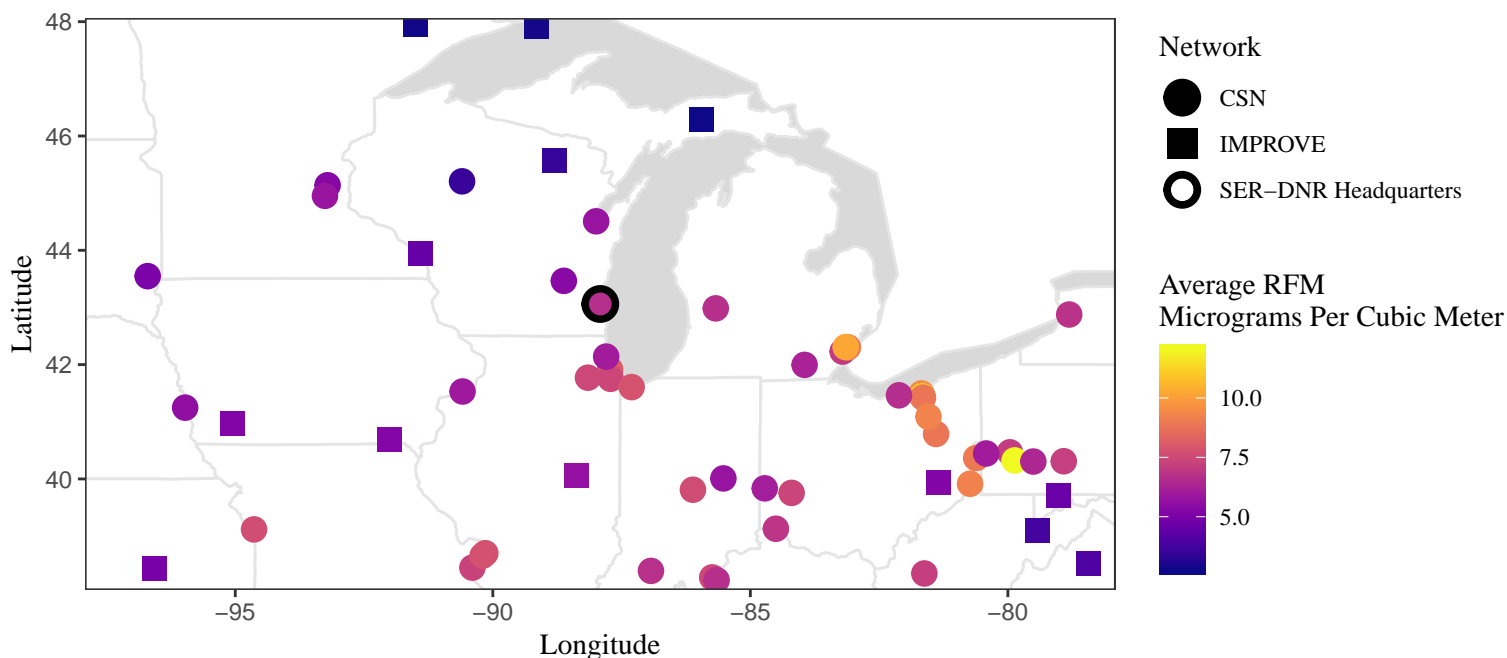 48
46
44
42
40
Latitude
−95
−90
−85
−80
Longitude
Network
CSN
IMPROVE
SER−DNR Headquarters
Average RFM
Micrograms Per Cubic Meter
10.0
7.5
5.0